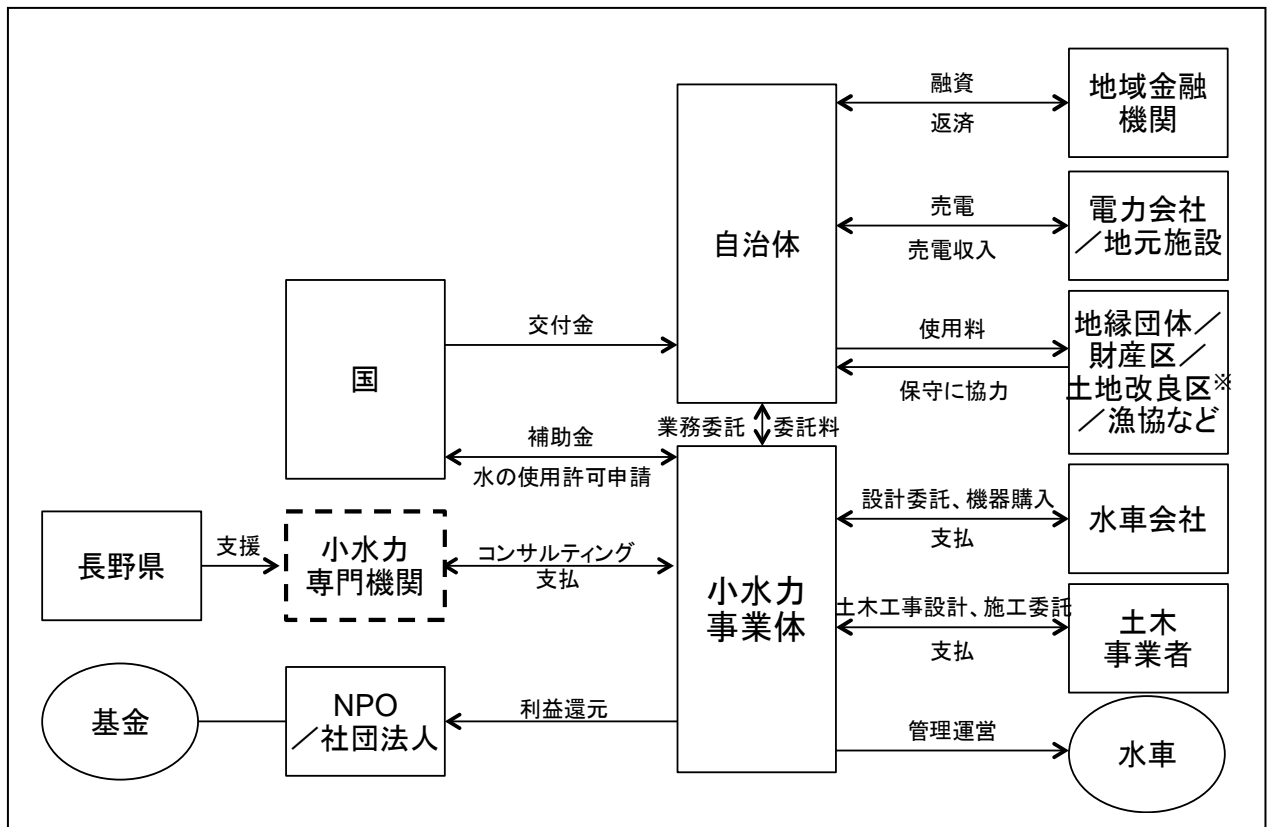 融資
返済
地域金融
機関
売電
売電収入
電力会社
／地元施設
自治体
国
交付金
使用料
保守に協力
地縁団体／
財産区／
土地改良区※
／漁協など
業務委託
委託料
補助金
水の使用許可申請
設計委託、機器購入
支払
水車会社
長野県
支援
小水力
専門機関
コンサルティング
支払
小水力
事業体
土木工事設計、施工委託
支払
土木
事業者
基金
NPO
／社団法人
利益還元
管理運営
水車